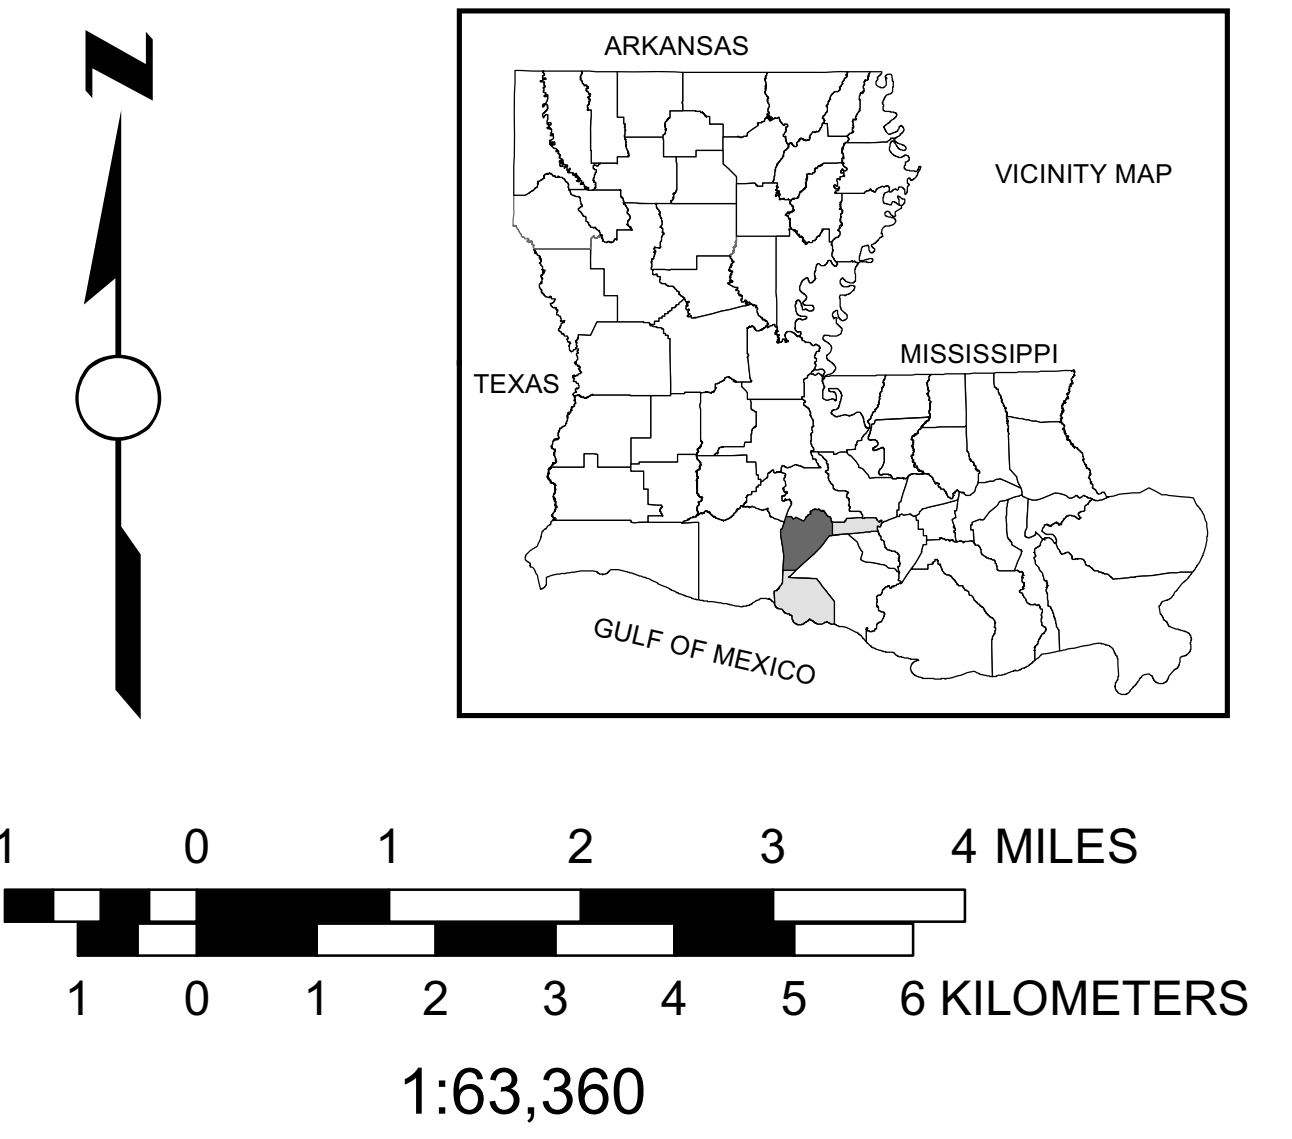 N
ARKANSAS
VICINITY MAP
MISSISSIPPI
TEXAS
GULF OF MEXICO
1 0 1 2 3 4 MILES
1 0 1 2 3 4 5 6 KILOMETERS
1:63,360